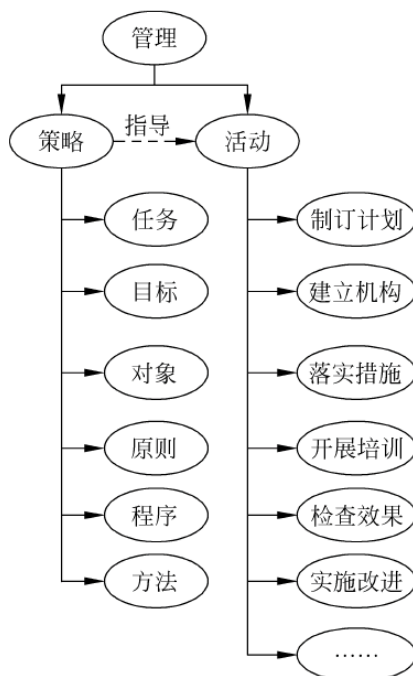 管理
指导
策略
活动
任务
制订计划
目标
建立机构
对象
落实措施
原则
开展培训
程序
检查效果
方法
实施改进
……